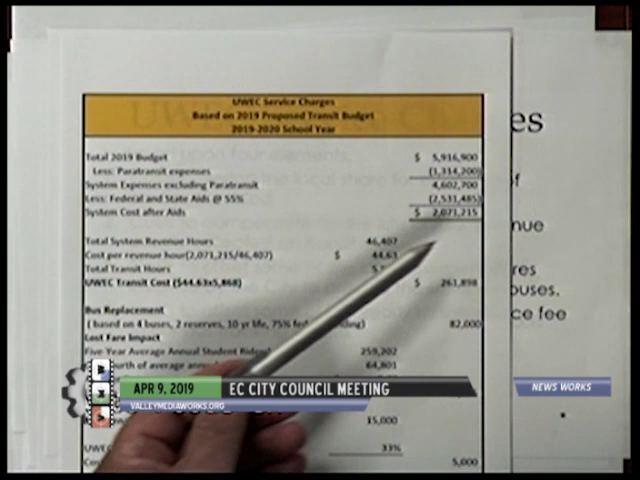 UWEC Service Charges
Based on 2019 Proposed Transit Budget
2019-2020 School Year
Total 2019 Budget $ 5,916,900
Less: Paratransit expenses (1,314,200)
System Expenses excluding Paratransit 4,602,700
Less: Federal and State Aids @ 55% (2,531,485)
System Cost after Aids $ 2,071,215
Total System Revenue Hours 46,407
Cost per revenue hour(2,071,215/46,407) $ 44.63
Total Transit Hours
UWEC Transit Cost ($44.63x5,868) $ 261,898
Bus Replacement
( based on 4 buses, 2 reserves, 10 yr life, 75% 82,000
Lost Fare Impact
Five Year Average Annual Student 259,202
of average 64,801
15,000
33%
5,000
es
of
nue
res
buses.
ce fee
APR 9, 2019 EC CITY COUNCIL MEETING
VALLEYMEDIAWORKS.ORG
NEWS WORKS